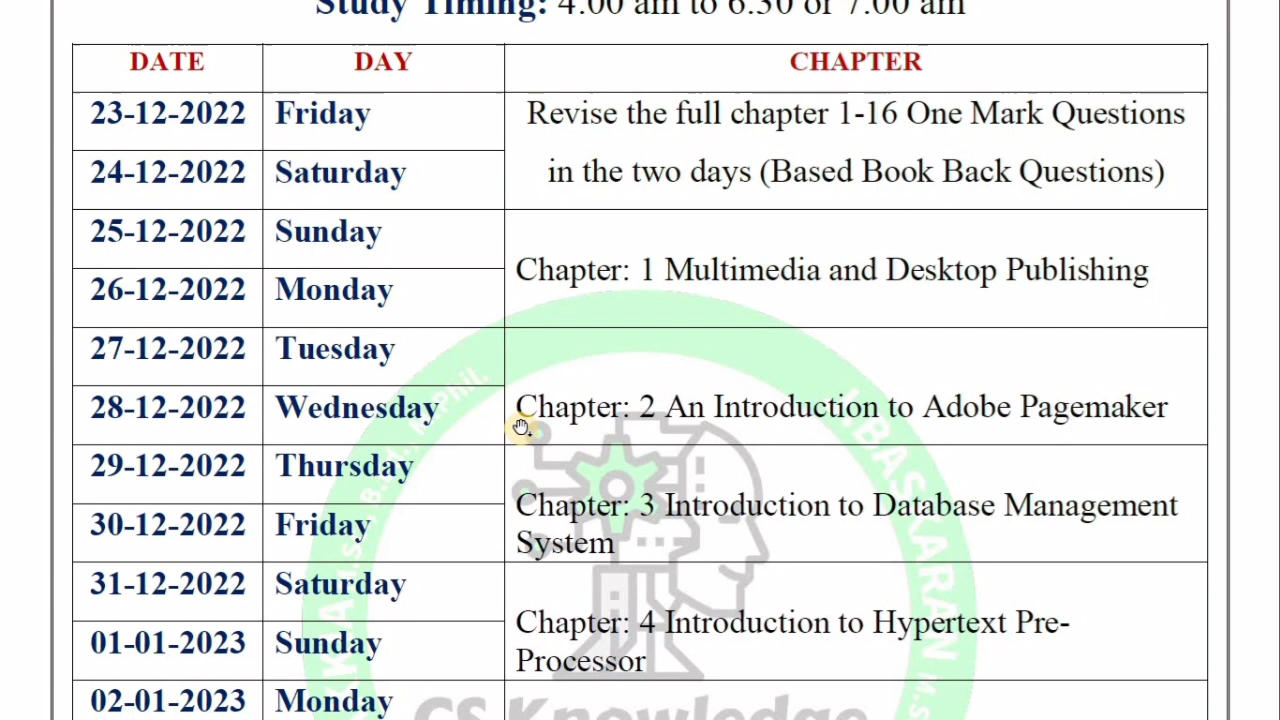 Study Timing: 4.00 am to 6.30 or 7.00 am
DATE DAY CHAPTER
23-12-2022 Friday Revise the full chapter 1-16 One Mark Questions
24-12-2022 Saturday in the two days (Based Book Back Questions)
25-12-2022 Sunday
Chapter: 1 Multimedia and Desktop Publishing
26-12-2022 Monday
27-12-2022 Tuesday
28-12-2022 Wednesday Chapter: 2 An Introduction to Adobe Pagemaker
29-12-2022 Thursday
Chapter: 3 Introduction to Database Management
30-12-2022 Friday
System
31-12-2022 Saturday
Chapter: 4 Introduction to Hypertext Pre-
01-01-2023 Sunday
Processor
02-01-2023 Monday
CS Knowledge
J.BASKARAN M.S
B.Ed., M.Phil.